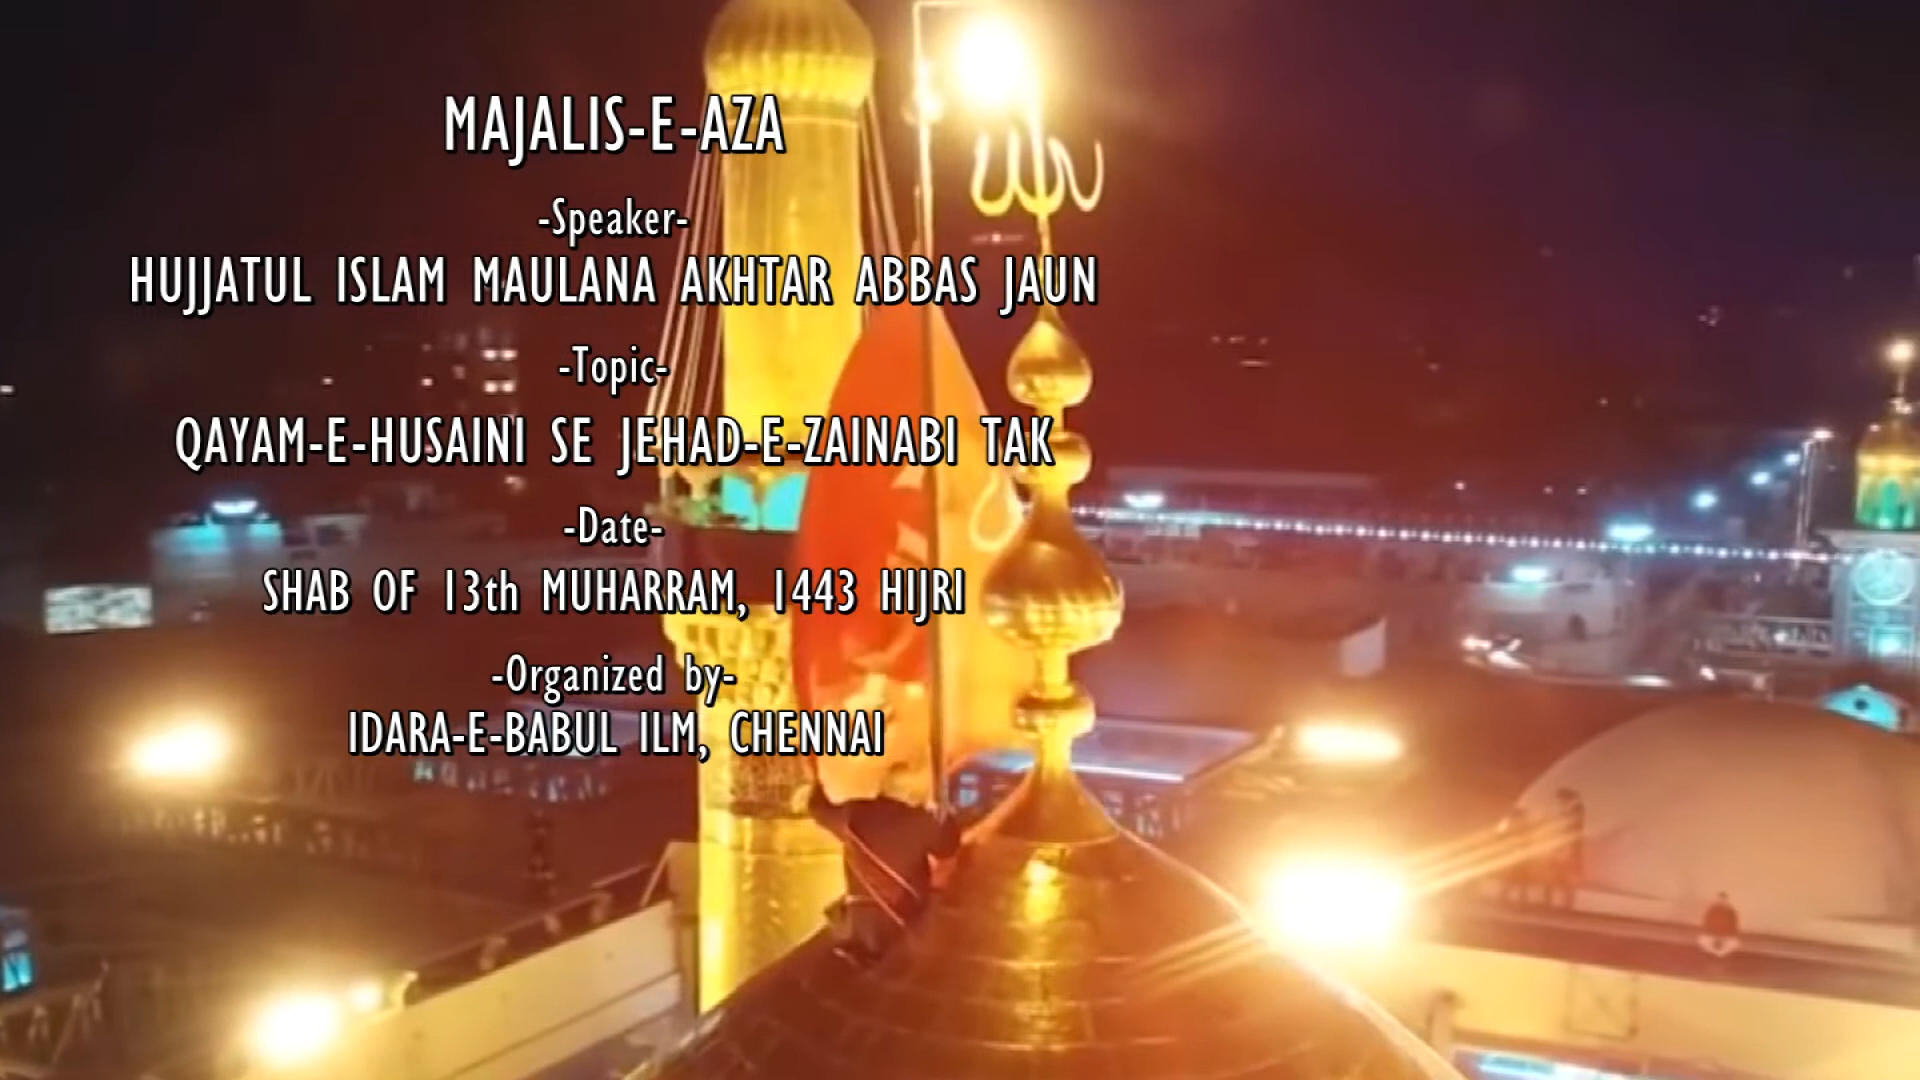 MAJALIS-E-AZA
-Speaker-
HUJJATUL ISLAM MAULANA AKHTAR ABBAS JAUN
-Topic-
QAYAM-E-HUSAINI SE JEHAD-E-ZAINABI TAK
-Date-
SHAB OF 13th MUHARRAM, 1443 HIJRI
-Organized by-
IDARA-E-BABUL ILM, CHENNAI